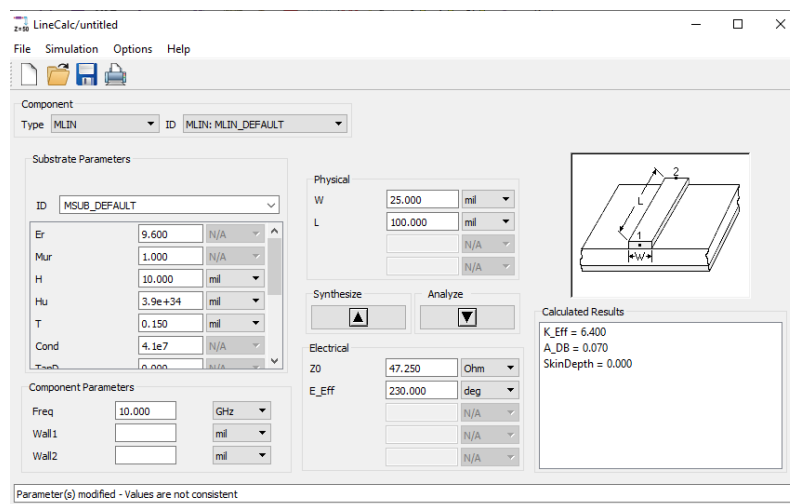 Z=50 LineCalc/untitled
File Simulation Options Help
Component
Type MLIN ID MLIN: MLIN_DEFAULT
Substrate Parameters
ID MSUB_DEFAULT
Er 9.600 N/A
Mur 1.000 N/A
H 10.000 mil
Hu 3.9e+34 mil
T 0.150 mil
Cond 4.1e7 N/A
TanD 0.000 N/A
Component Parameters
Freq 10.000 GHz
Wall1 mil
Wall2 mil
Physical
W 25.000 mil
L 100.000 mil
N/A
N/A
Synthesize Analyze
Electrical
Z0 47.250 Ohm
E_Eff 230.000 deg
N/A
N/A
N/A
2
L
1
W
Calculated Results
K_Eff = 6.400
A_DB = 0.070
SkinDepth = 0.000
Parameter(s) modified - Values are not consistent